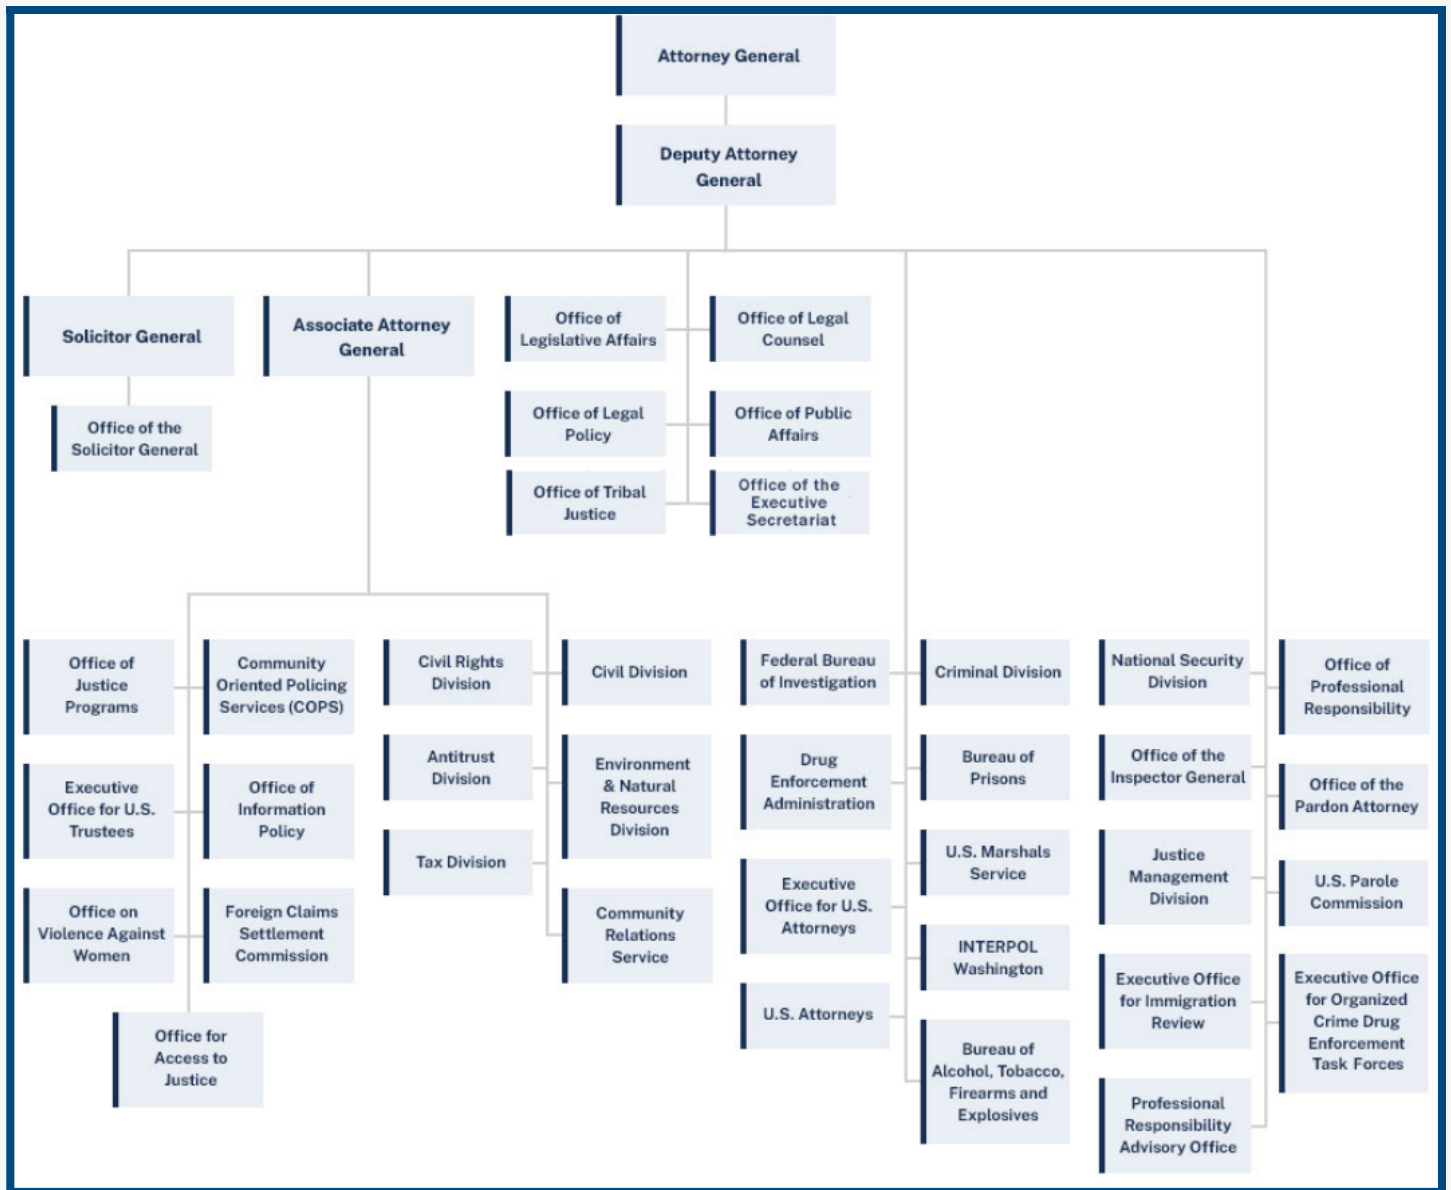 Attorney General
Deputy Attorney
General
Solicitor General
Office of the
Solicitor General
Associate Attorney
General
Office of
Legislative Affairs
Office of Legal
Counsel
Office of Legal
Policy
Office of Public
Affairs
Office of Tribal
Justice
Office of the
Executive
Secretariat
Office of
Justice
Programs
Community
Oriented Policing
Services (COPS)
Executive
Office for U.S.
Trustees
Office of
Information
Policy
Office on
Violence Against
Women
Foreign Claims
Settlement
Commission
Office for
Access to
Justice
Civil Rights
Division
Civil Division
Antitrust
Division
Environment
& Natural
Resources
Division
Tax Division
Community
Relations
Service
Federal Bureau
of Investigation
Criminal Division
Drug
Enforcement
Administration
Bureau of
Prisons
Executive
Office for U.S.
Attorneys
U.S. Marshals
Service
INTERPOL
Washington
U.S. Attorneys
Bureau of
Alcohol, Tobacco,
Firearms and
Explosives
National Security
Division
Office of
Professional
Responsibility
Office of the
Inspector General
Office of the
Pardon Attorney
Justice
Management
Division
U.S. Parole
Commission
Executive Office
for Immigration
Review
Executive Office
for Organized
Crime Drug
Enforcement
Task Forces
Professional
Responsibility
Advisory Office